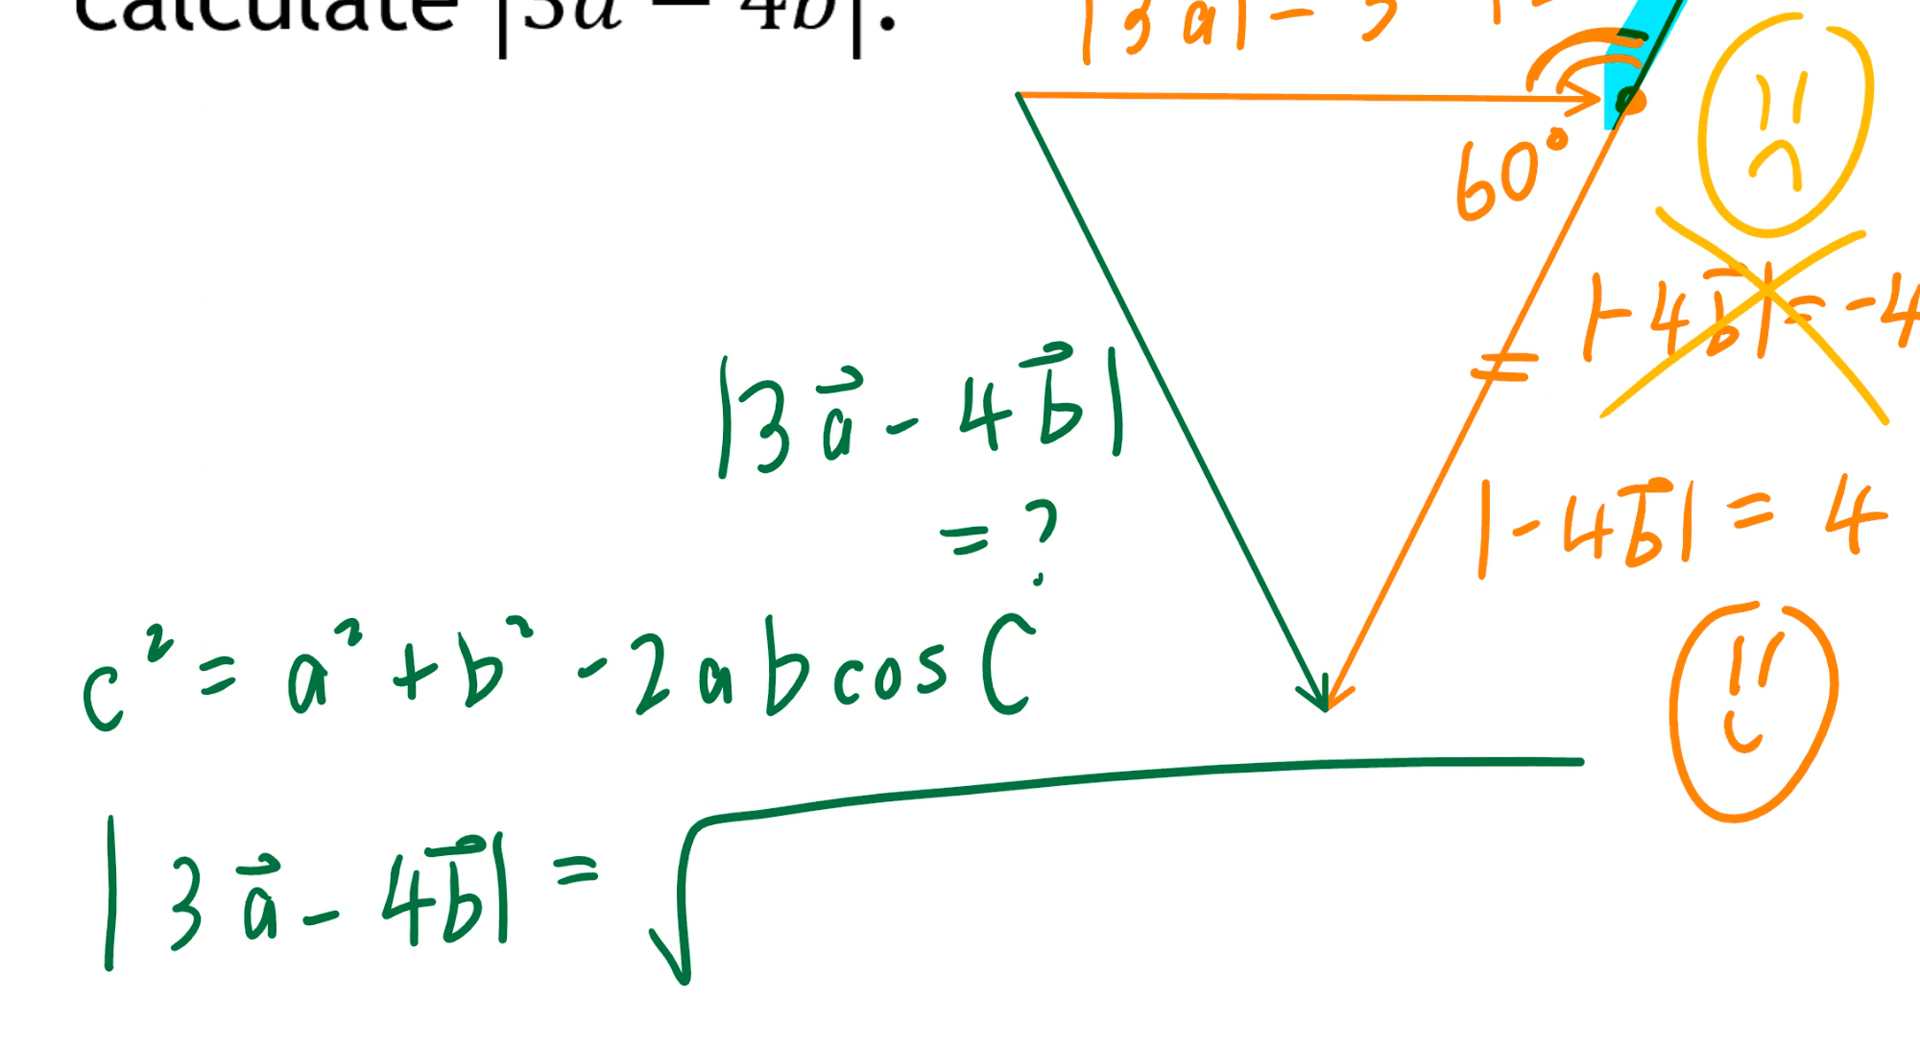 calculate |3a⃗ − 4b⃗|.
|3a⃗| = 3
60°
|-4b⃗| = -4
|3a⃗ - 4b⃗|
= ?
|-4b⃗| = 4
c² = a² + b² - 2ab cos C
|3a⃗ - 4b⃗| = √